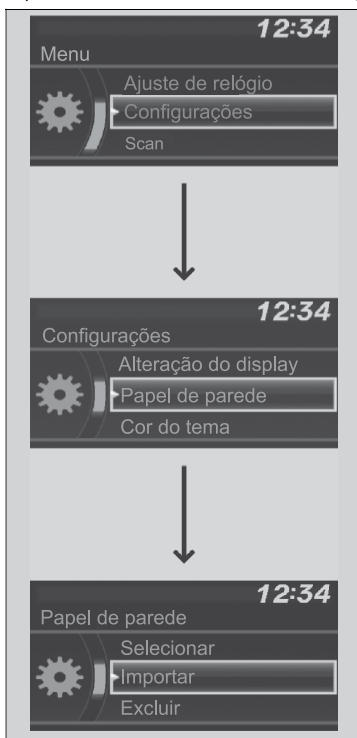 12:34
Menu
Ajuste de relógio
Configurações
Scan
12:34
Configurações
Alteração do display
Papel de parede
Cor do tema
12:34
Papel de parede
Selecionar
Importar
Excluir